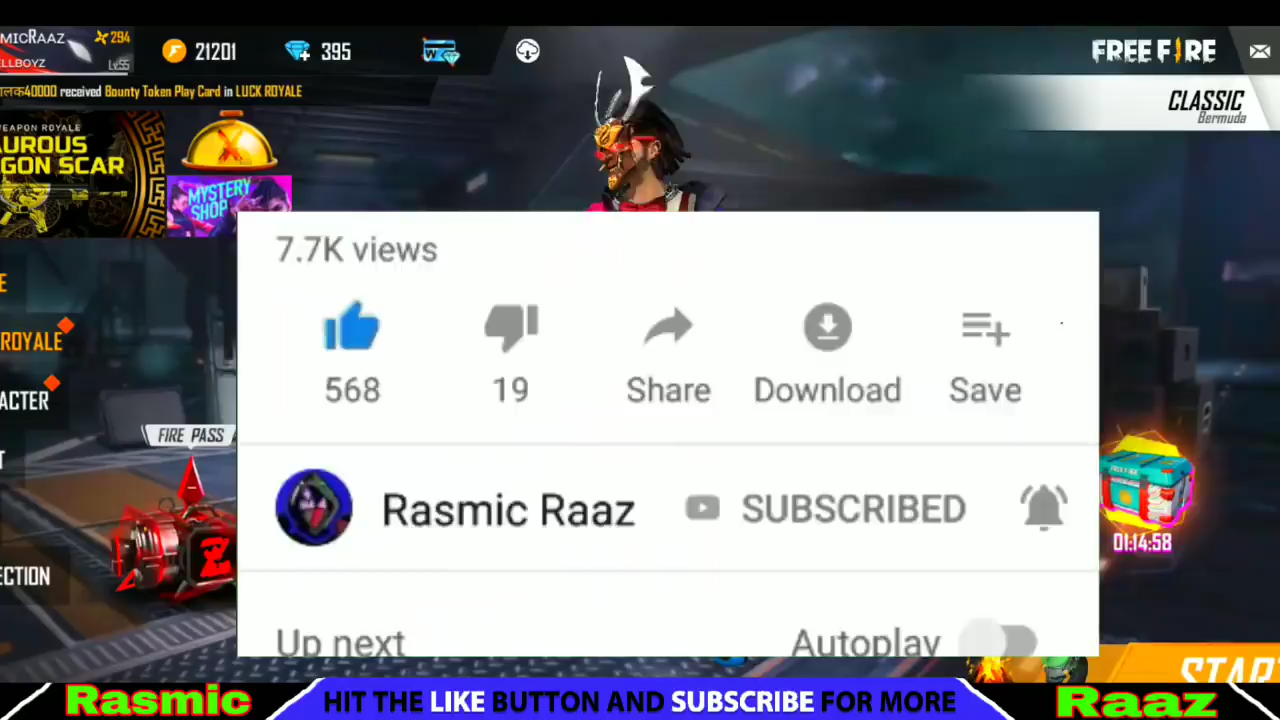 MICRAAZ 294
LLBOYZ Lv.55
21201
395
FREE FIRE
लक40000 received Bounty Token Play Card in LUCK ROYALE
CLASSIC
Bermuda
EAPON ROYALE
AUROUS
GON SCAR
MYSTERY
SHOP
E
ROYALE
ACTER
T
ECTION
FIRE PASS
Z
7.7K views
568
19
Share
Download
Save
Rasmic Raaz
SUBSCRIBED
Up next
Autoplay
01:14:58
STAR
Rasmic
HIT THE LIKE BUTTON AND SUBSCRIBE FOR MORE
Raaz